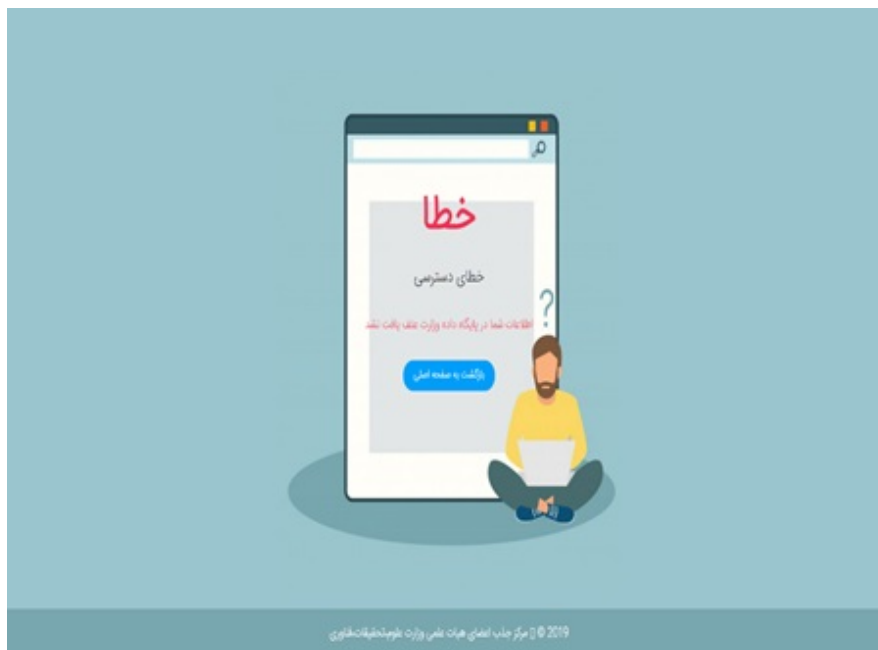 خطا
خطای دسترسی
اطلاعات شما در پایگاه داده وزارت عتف یافت نشد
بازگشت به صفحه اصلی
2019 © مرکز جذب اعضای هیات علمی وزارت علوم،تحقیقات،فناوری